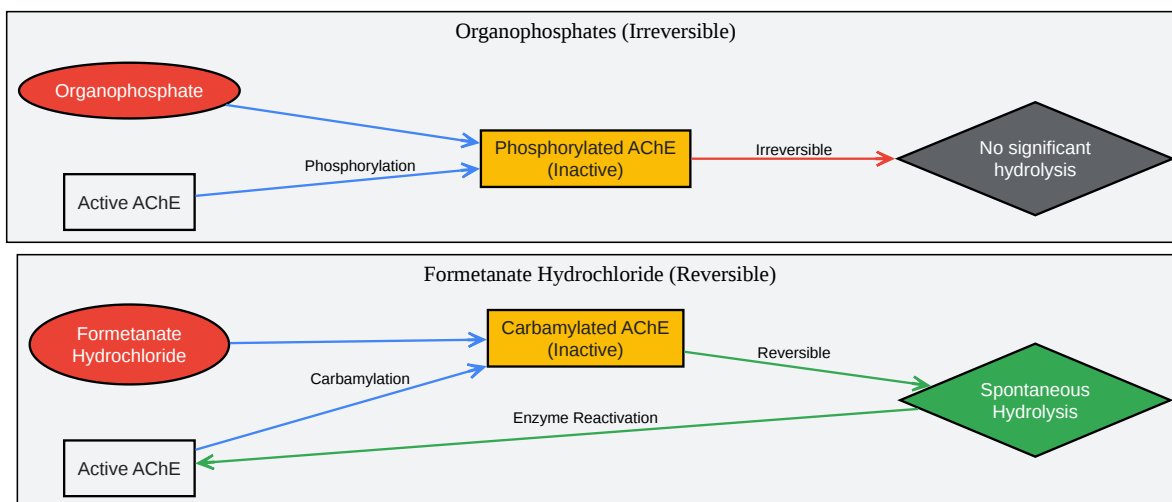 Organophosphates (Irreversible)
Organophosphate
Phosphorylation
Active AChE
Phosphorylated AChE
(Inactive)
Irreversible
No significant
hydrolysis
Formetanate Hydrochloride (Reversible)
Formetanate
Hydrochloride
Carbamylation
Active AChE
Carbamylated AChE
(Inactive)
Reversible
Enzyme Reactivation
Spontaneous
Hydrolysis